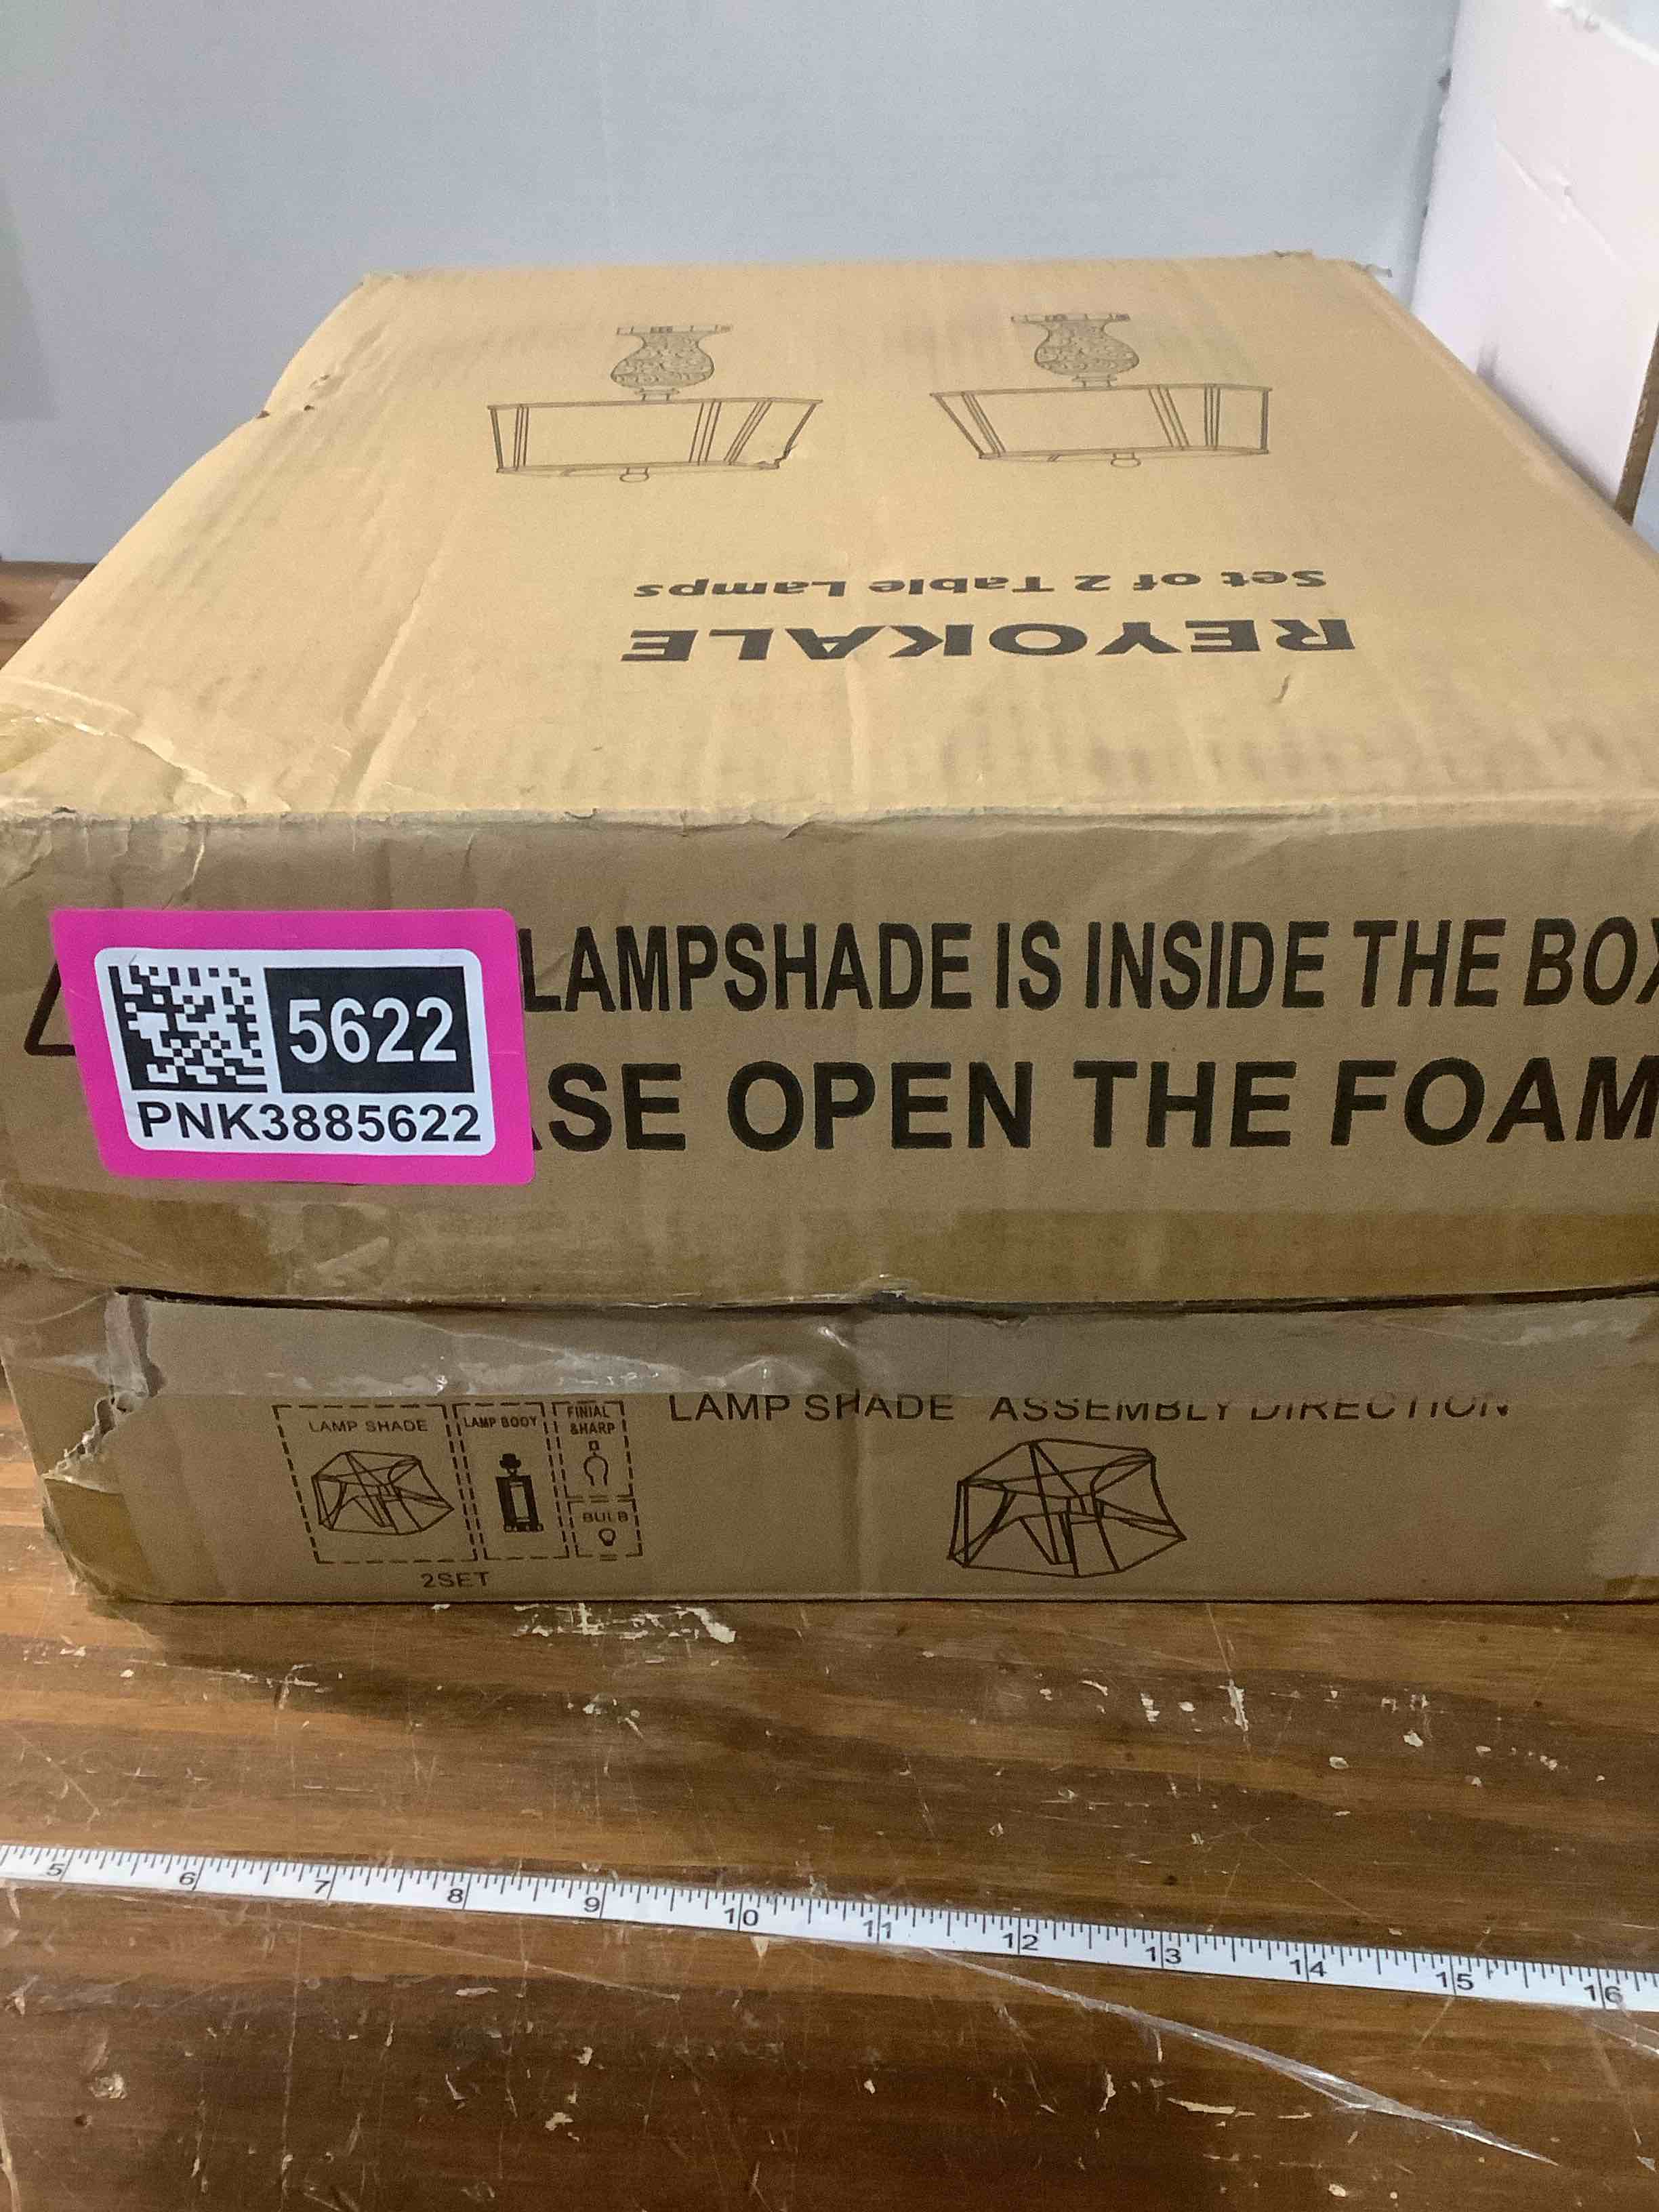 Set of 2 Table Lamps
REYOKALE
LAMPSHADE IS INSIDE THE BOX
ASE OPEN THE FOAM
5622
PNK3885622
LAMP SHADE
LAMP BODY
FINIAL
&HARP
BULB
2SET
LAMP SHADE ASSEMBLY DIRECTION
5 6 7 8 9 10 11 12 13 14 15 16